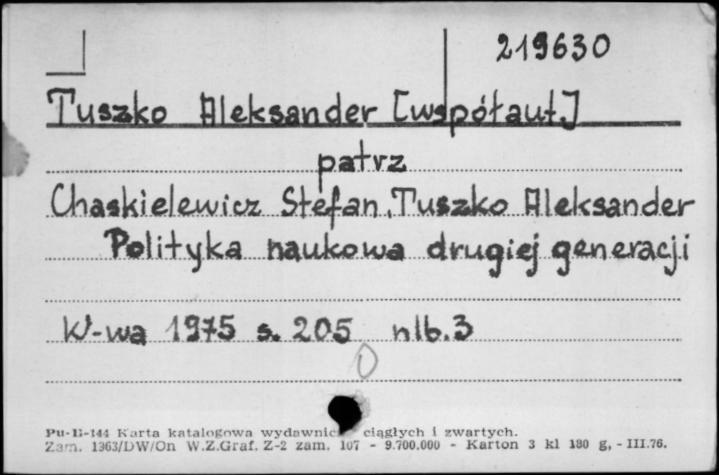 219630
Tuszko Aleksander [współaut.]
patrz
Chaskielewicz Stefan, Tuszko Aleksander
Polityka naukowa drugiej generacji
W-wa 1975 s. 205 nlb. 3
Pu-B-144 Karta katalogowa wydawnic ciągłych i zwartych.
Zam. 1363/DW/On W.Z.Graf. Z-2 zam. 107 - 9.700.000 - Karton 3 kl 180 g, - III.76.